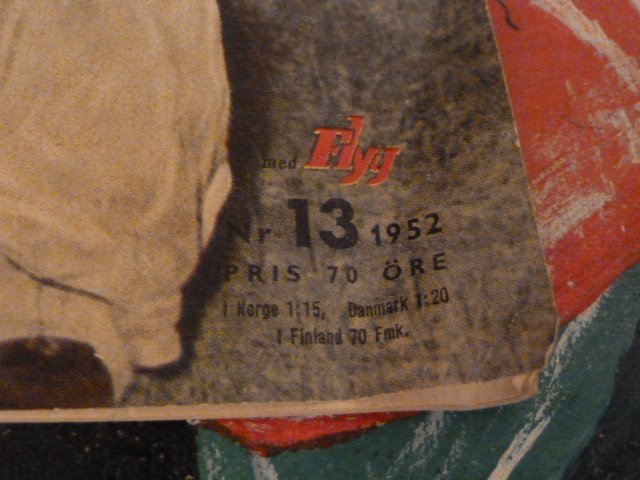 med Flyg
Nr 13 1952
PRIS 70 ÖRE
I Norge 1:15, Danmark 1:20
I Finland 70 Fmk.